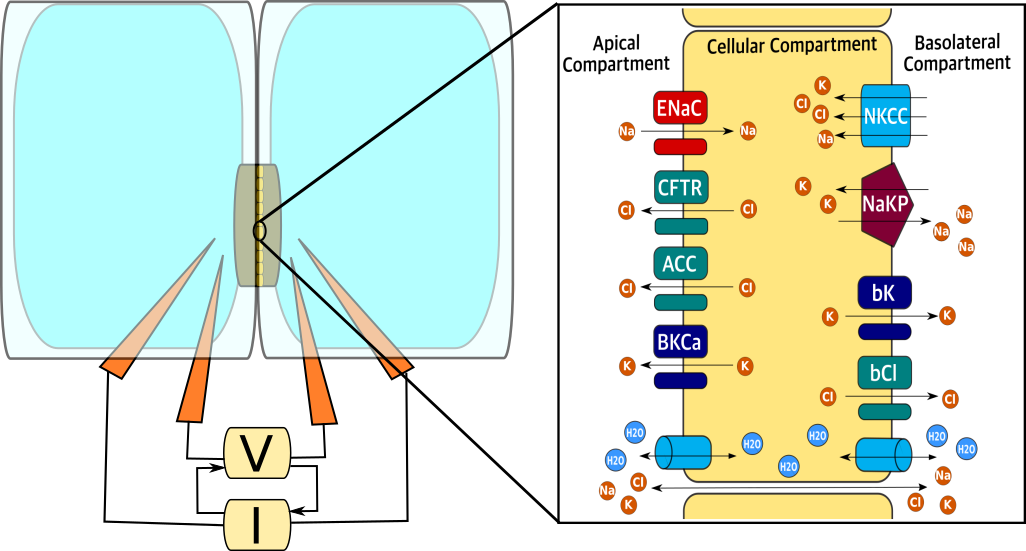 Apical
Compartment
Cellular Compartment
Basolateral
Compartment
ENaC
Na
Na
CFTR
Cl
Cl
ACC
Cl
Cl
BKCa
K
K
K
Cl
Cl
Na
NKCC
K
K
NaKP
Na
Na
Na
bK
K
K
bCl
Cl
Cl
H2O
H2O
H2O
H2O
H2O
H2O
H2O
Na
Cl
K
Na
Cl
K
V
I